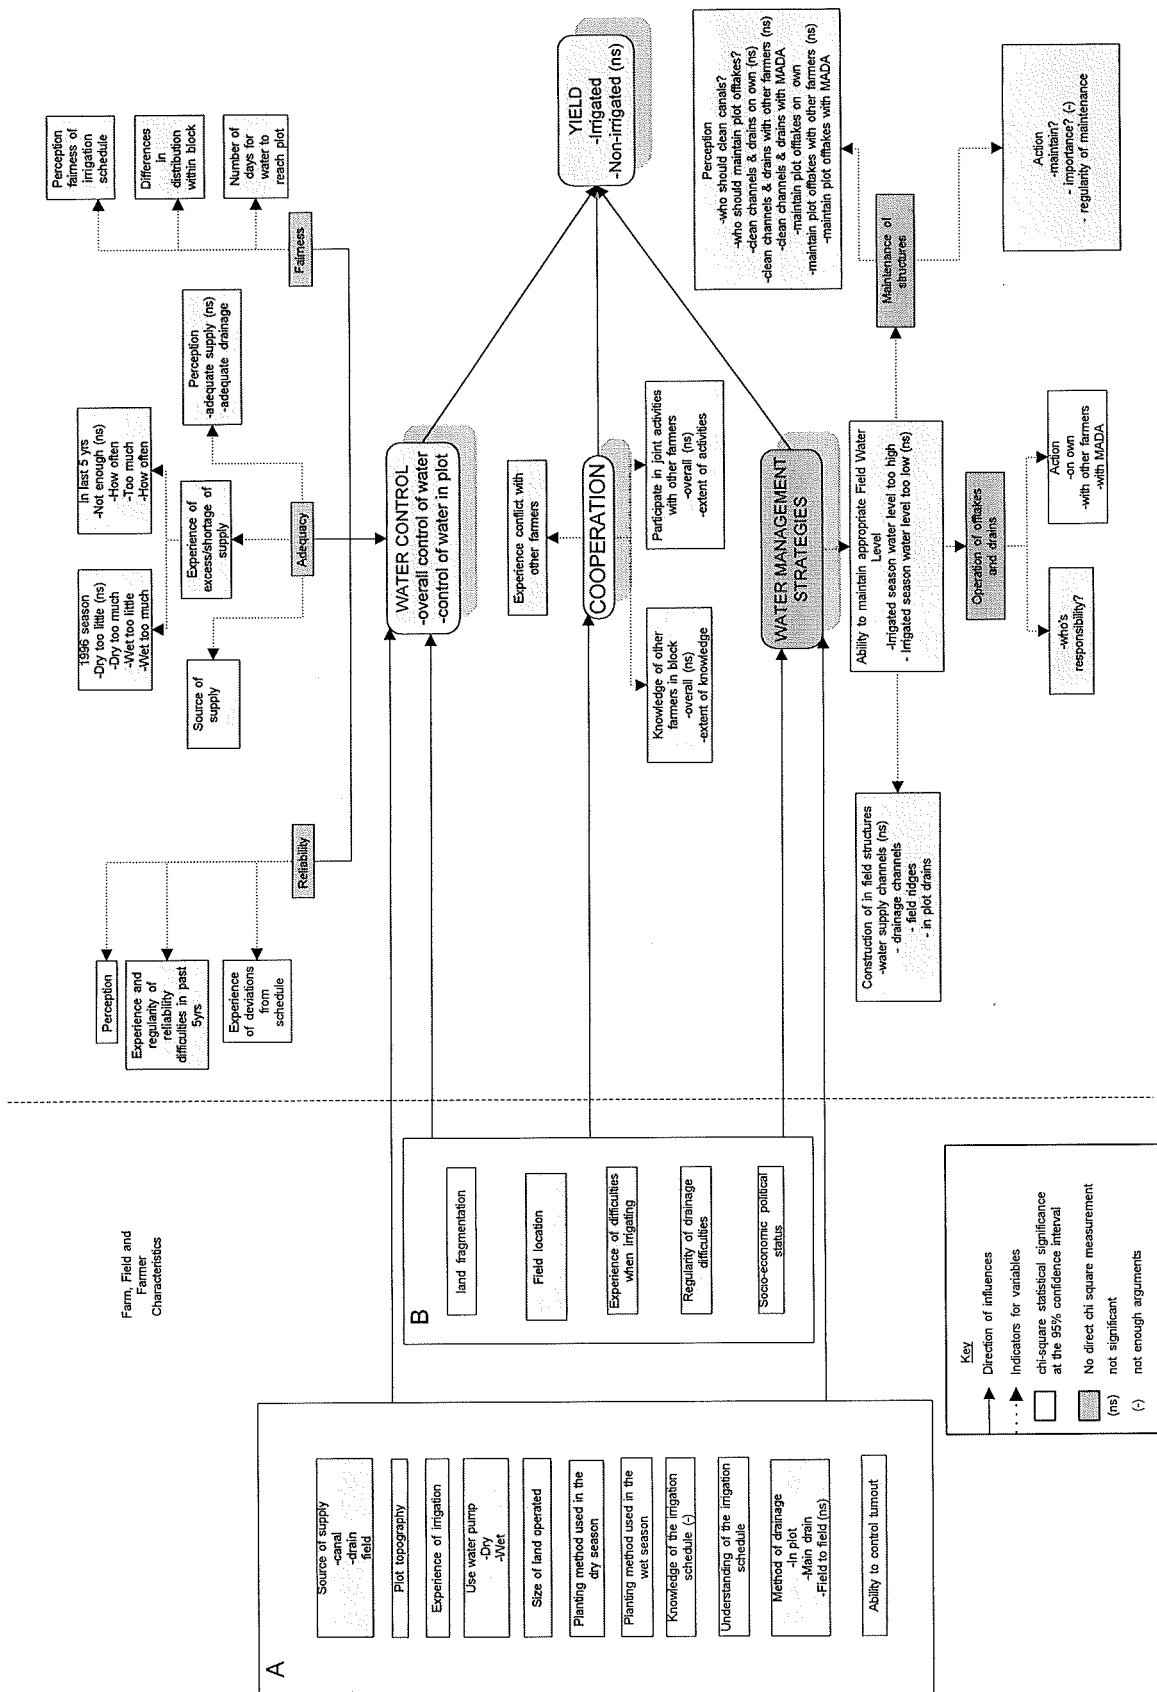 Farm, Field and
Farmer
Characteristics
A
Source of supply
-canal
-drain
field
Plot topography
Experience of irrigation
Use water pump
-Dry
-Wet
Size of land operated
Planting method used in the
dry season
Planting method used in the
wet season
Knowledge of the irrigation
schedule (-)
Understanding of the irrigation
schedule
Method of drainage
-In plot
-Main drain
-Field to field (ns)
Ability to control turnout
B
land fragmentation
Field location
Experience of difficulties
when irrigating
Regularity of drainage
difficulties
Socio-economic political
status
Perception
Experience and
regularity of
reliability
difficulties in past
5yrs
Experience
of deviations
from
schedule
Reliability
1996 season
-Dry too little (ns)
-Dry too much
-Wet too little
-Wet too much
In last 5 yrs
-Not enough (ns)
-How often
-Too much
-How often
Source of
supply
Experience of
excess/shortage of
supply
Perception
-adequate supply (ns)
-adequate drainage
Adequacy
Perception
fairness of
irrigation
schedule
Differences
in
distribution
within block
Number of
days for
water to
reach plot
Fairness
WATER CONTROL
-overall control of water
-control of water in plot
Experience conflict with
other farmers
COOPERATION
Knowledge of other
farmers in block
-overall (ns)
-extent of knowledge
Participate in joint activities
with other farmers
-overall (ns)
-extent of activities
WATER MANAGEMENT
STRATEGIES
Ability to maintain appropriate Field Water
Level
-Irrigated season water level too high
- Irrigated season water level too low (ns)
Construction of in field structures
-water supply channels (ns)
- drainage channels
- field ridges
- in plot drains
Operation of offtakes
and drains
-who's
responsibility?
Action
-on own
-with other farmers
-with MADA
Maintenance of
structures
Perception
-who should clean canals?
-who should maintain plot offtakes?
-clean channels & drains on own (ns)
-clean channels & drains with other farmers (ns)
-clean channels & drains with MADA
-maintain plot offtakes on own
-maintain plot offtakes with other farmers (ns)
-maintain plot offtakes with MADA
Action
-maintain?
- importance? (-)
- regularity of maintenance
YIELD
-Irrigated
-Non-irrigated (ns)
Key
Direction of influences
Indicators for variables
chi-square statistical significance
at the 95% confidence interval
No direct chi square measurement
(ns) not significant
(-) not enough arguments